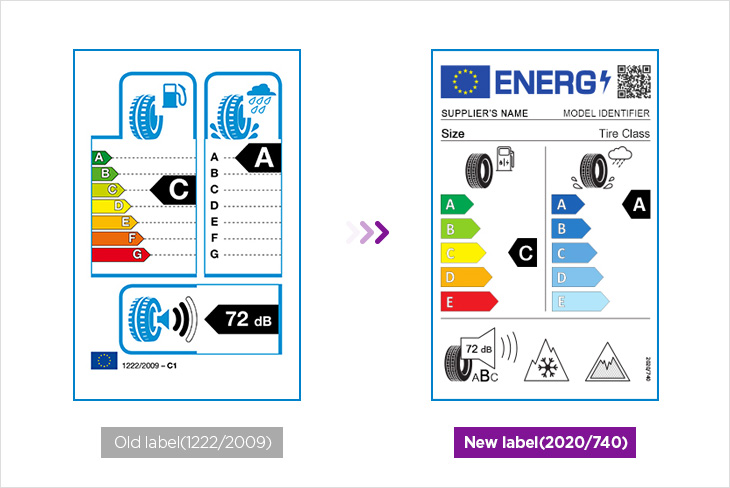 A
B
C
D
E
F
G
C
A
B
C
D
E
F
G
A
72 dB
1222/2009 – C1
Old label(1222/2009)
ENERG
SUPPLIER'S NAME MODEL IDENTIFIER
Size Tire Class
A
B
C
D
E
C
A
B
C
D
E
A
72 dB
ABC
2020/740
New label(2020/740)